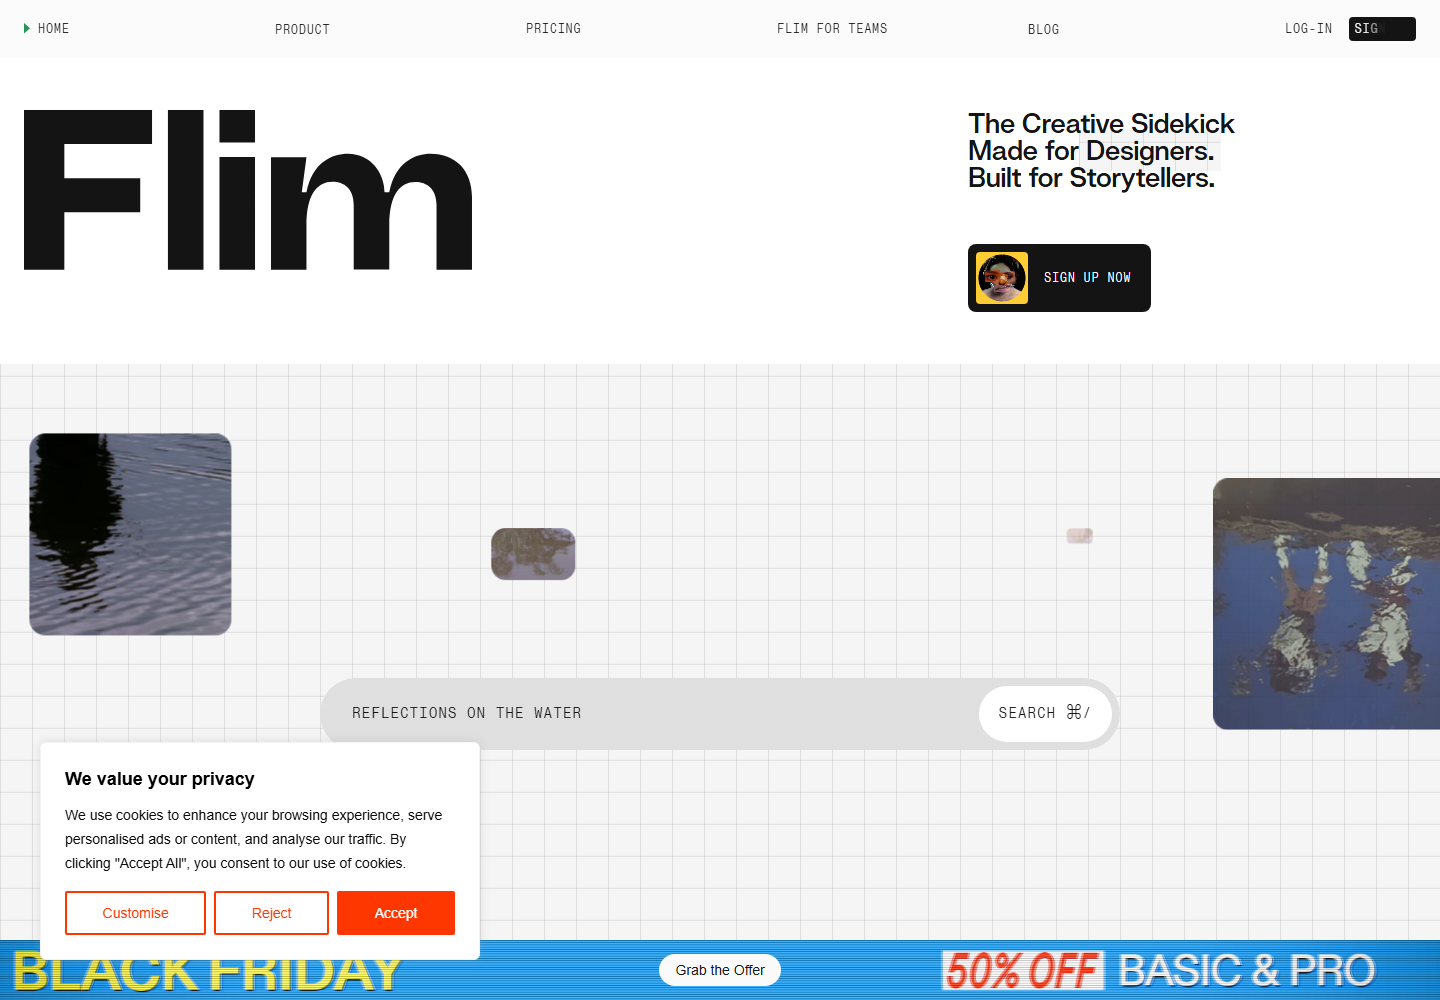 HOME
PRODUCT
PRICING
FLIM FOR TEAMS
BLOG
LOG-IN
SIG
Flim
The Creative Sidekick
Made for Designers.
Built for Storytellers.
SIGN UP NOW
REFLECTIONS ON THE WATER
SEARCH ⌘/
We value your privacy
We use cookies to enhance your browsing experience, serve
personalised ads or content, and analyse our traffic. By
clicking "Accept All", you consent to our use of cookies.
Customise
Reject
Accept
BLACK FRIDAY
Grab the Offer
50% OFF BASIC & PRO